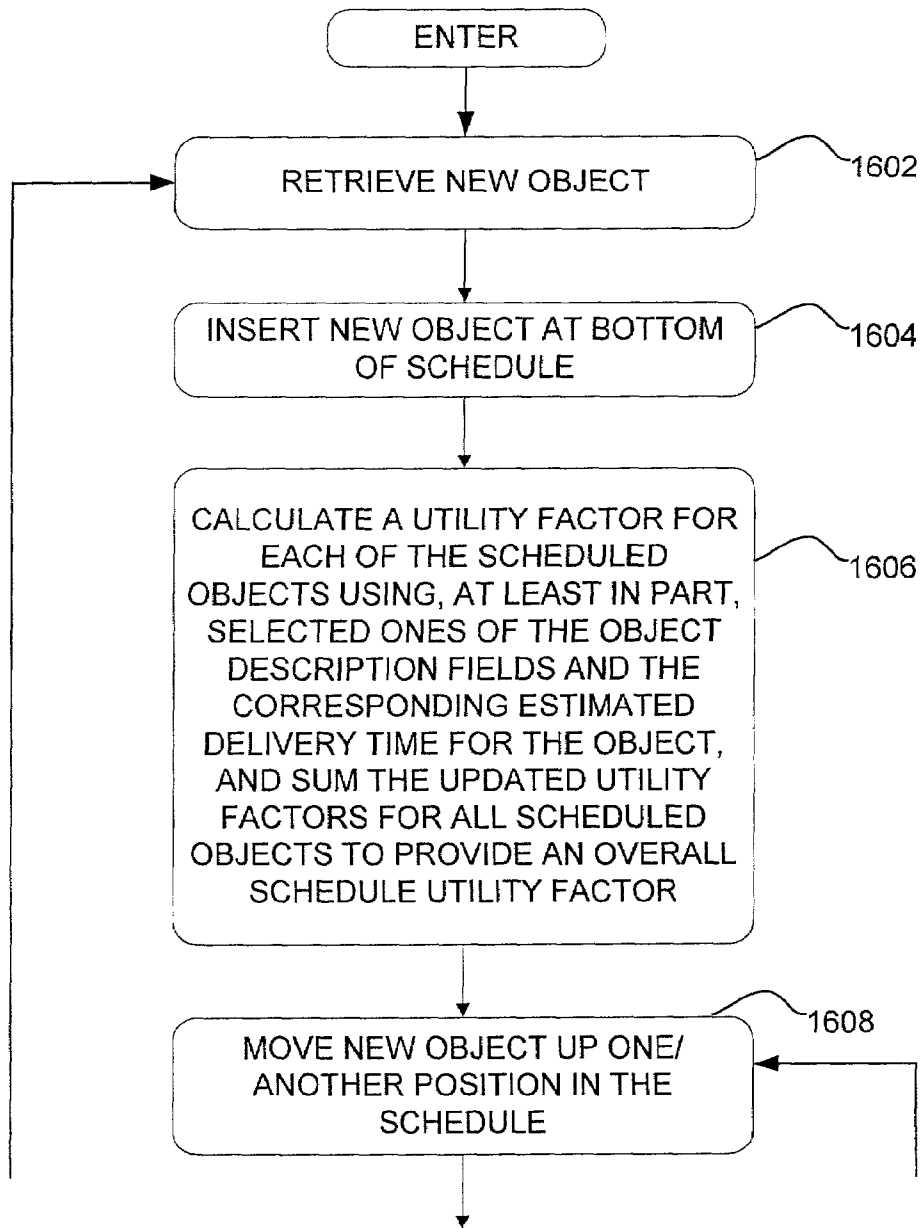 ENTER
RETRIEVE NEW OBJECT
1602
INSERT NEW OBJECT AT BOTTOM
OF SCHEDULE
1604
CALCULATE A UTILITY FACTOR FOR
EACH OF THE SCHEDULED
OBJECTS USING, AT LEAST IN PART,
SELECTED ONES OF THE OBJECT
DESCRIPTION FIELDS AND THE
CORRESPONDING ESTIMATED
DELIVERY TIME FOR THE OBJECT,
AND SUM THE UPDATED UTILITY
FACTORS FOR ALL SCHEDULED
OBJECTS TO PROVIDE AN OVERALL
SCHEDULE UTILITY FACTOR
1606
MOVE NEW OBJECT UP ONE/
ANOTHER POSITION IN THE
SCHEDULE
1608